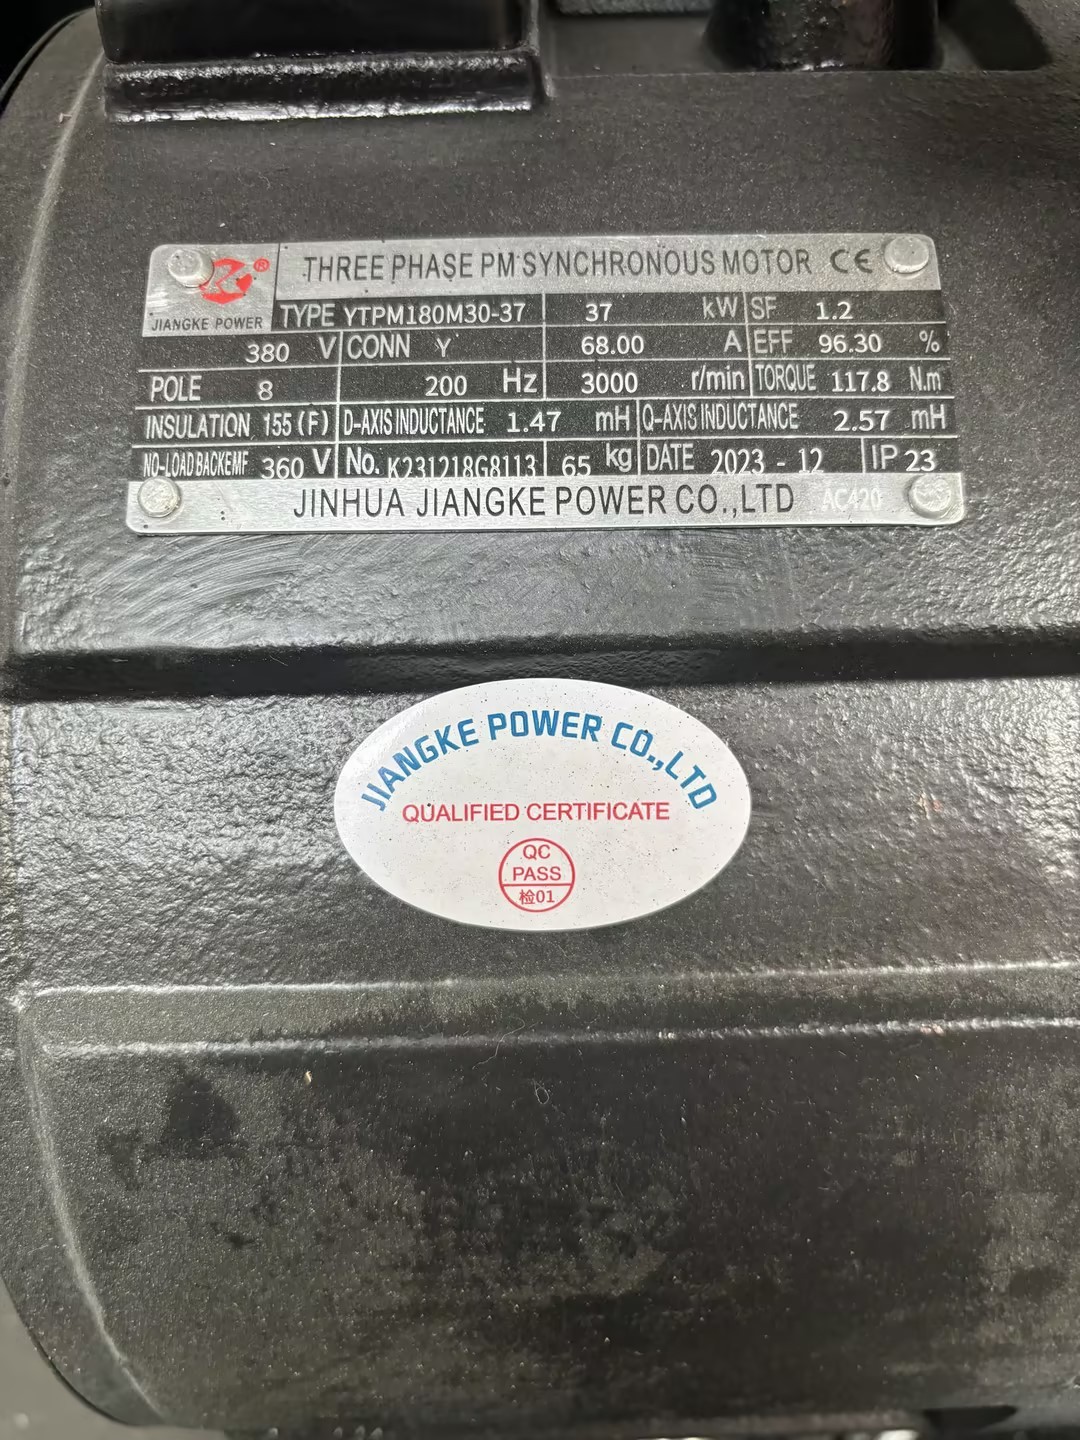 THREE PHASE PM SYNCHRONOUS MOTOR CE
®
JIANGKE POWER
TYPE YTPM180M30-37 37 kW SF 1.2
380 V CONN Y 68.00 A EFF 96.30 %
POLE 8 200 Hz 3000 r/min TORQUE 117.8 N.m
INSULATION 155(F) D-AXIS INDUCTANCE 1.47 mH Q-AXIS INDUCTANCE 2.57 mH
NO-LOAD BACK EMF 360 V No. K231218G8113 65 kg DATE 2023 - 12 IP 23
JINHUA JIANGKE POWER CO.,LTD AC420
JIANGKE POWER CO.,LTD
QUALIFIED CERTIFICATE
QC
PASS
检01